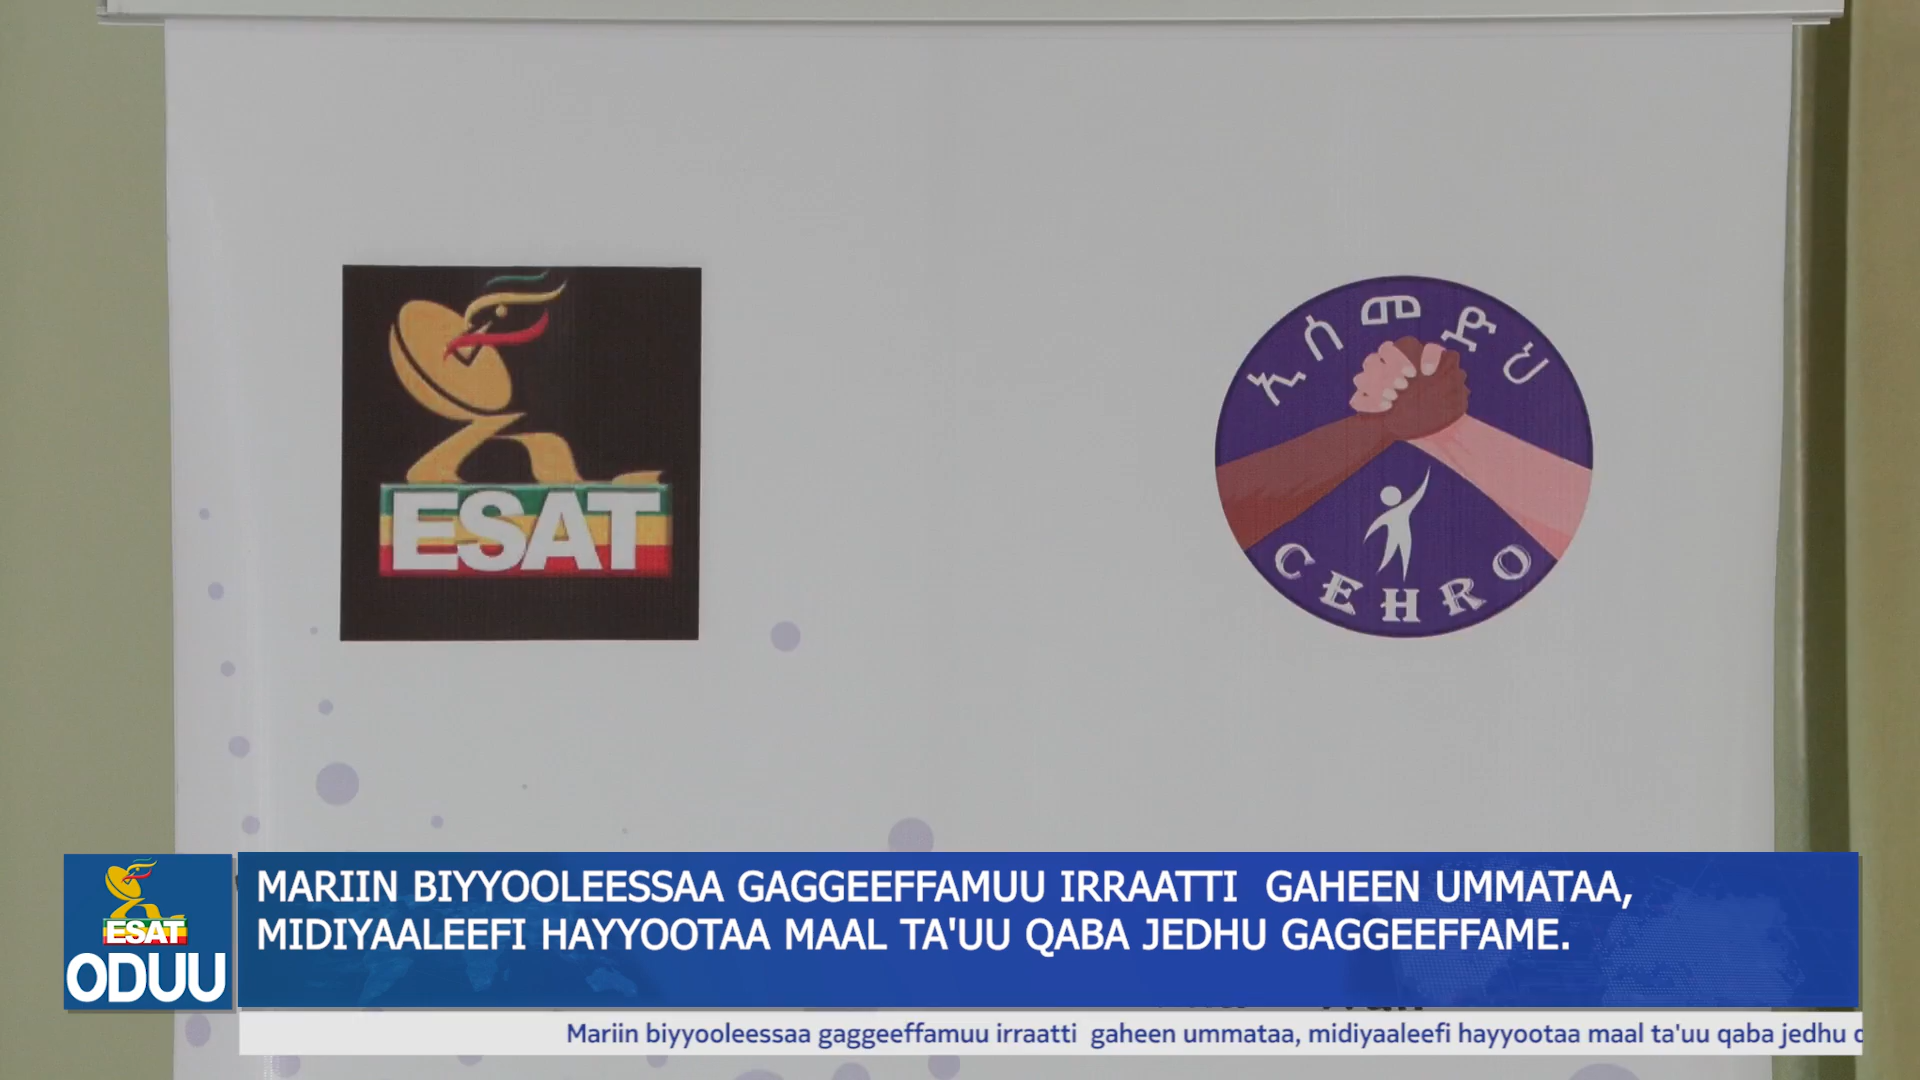 ESAT
ኢሰመድህ
CEHRO
MARIIN BIYYOOLEESSAA GAGGEEFFAMUU IRRAATTI GAHEEN UMMATAA,
MIDIYAALEEFI HAYYOOTAA MAAL TA'UU QABA JEDHU GAGGEEFFAME.
ESAT
ODUU
Mariin biyyooleessaa gaggeeffamuu irraatti gaheen ummataa, midiyaaleefi hayyootaa maal ta'uu qaba jedhu